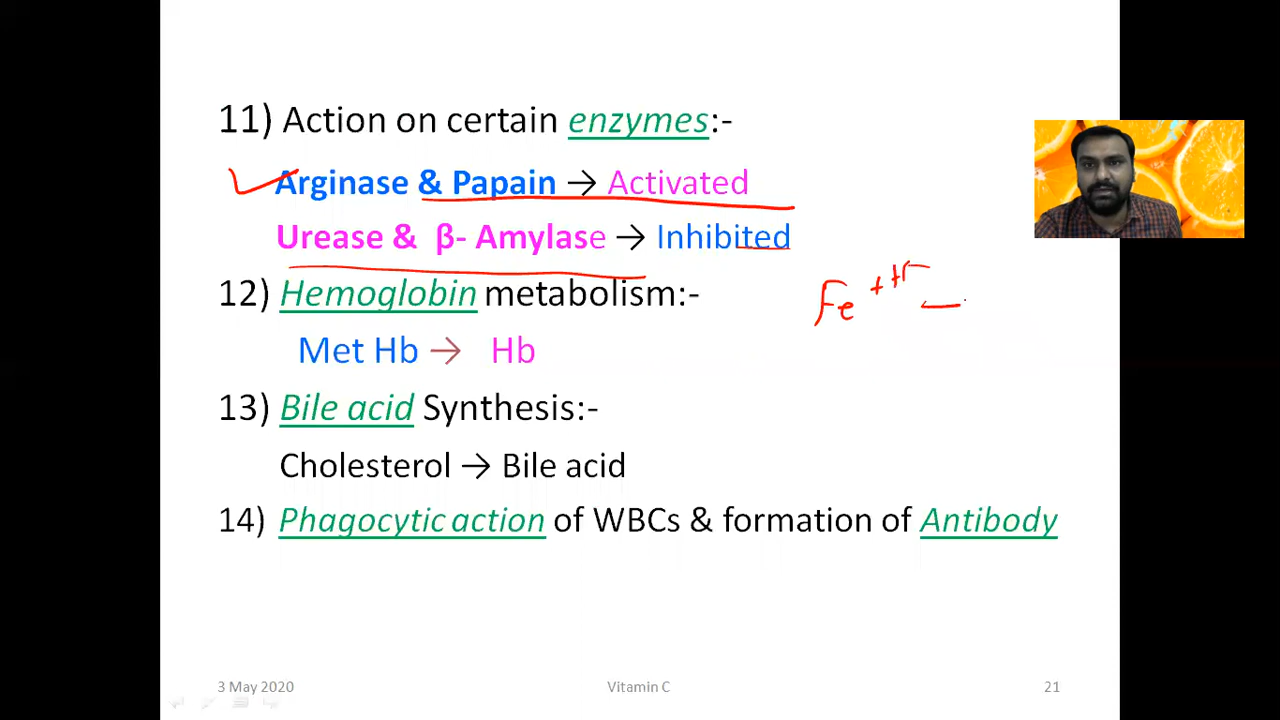 11) Action on certain enzymes:-
Arginase & Papain → Activated
Urease & β- Amylase → Inhibited
12) Hemoglobin metabolism:-
Fe +++ —
Met Hb → Hb
13) Bile acid Synthesis:-
Cholesterol → Bile acid
14) Phagocytic action of WBCs & formation of Antibody
3 May 2020 Vitamin C 21